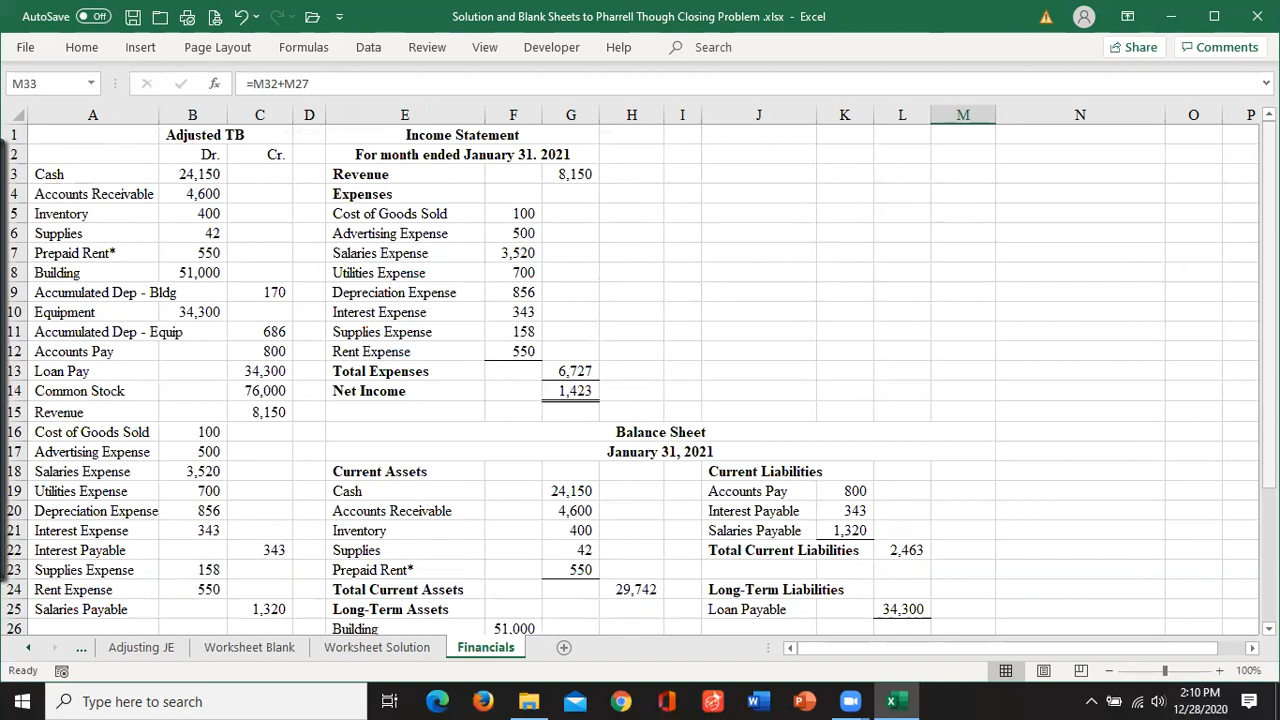 AutoSave Off Solution and Blank Sheets to Pharrell Though Closing Problem .xlsx - Excel
File Home Insert Page Layout Formulas Data Review View Developer Help Search Share Comments
M33 fx =M32+M27
A B C D E F G H I J K L M N O P
1 Adjusted TB Income Statement
2 Dr. Cr. For month ended January 31. 2021
3 Cash 24,150 Revenue 8,150
4 Accounts Receivable 4,600 Expenses
5 Inventory 400 Cost of Goods Sold 100
6 Supplies 42 Advertising Expense 500
7 Prepaid Rent* 550 Salaries Expense 3,520
8 Building 51,000 Utilities Expense 700
9 Accumulated Dep - Bldg 170 Depreciation Expense 856
10 Equipment 34,300 Interest Expense 343
11 Accumulated Dep - Equip 686 Supplies Expense 158
12 Accounts Pay 800 Rent Expense 550
13 Loan Pay 34,300 Total Expenses 6,727
14 Common Stock 76,000 Net Income 1,423
15 Revenue 8,150
16 Cost of Goods Sold 100 Balance Sheet
17 Advertising Expense 500 January 31, 2021
18 Salaries Expense 3,520 Current Assets Current Liabilities
19 Utilities Expense 700 Cash 24,150 Accounts Pay 800
20 Depreciation Expense 856 Accounts Receivable 4,600 Interest Payable 343
21 Interest Expense 343 Inventory 400 Salaries Payable 1,320
22 Interest Payable 343 Supplies 42 Total Current Liabilities 2,463
23 Supplies Expense 158 Prepaid Rent* 550
24 Rent Expense 550 Total Current Assets 29,742 Long-Term Liabilities
25 Salaries Payable 1,320 Long-Term Assets Loan Payable 34,300
26 Building 51,000
... Adjusting JE Worksheet Blank Worksheet Solution Financials
Ready 100%
Type here to search 2:10 PM
12/28/2020